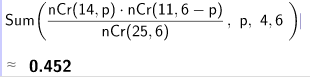 Sum( nCr(14,p)·nCr(11,6−p) / nCr(25,6) , p, 4,6 )
≈ 0.452